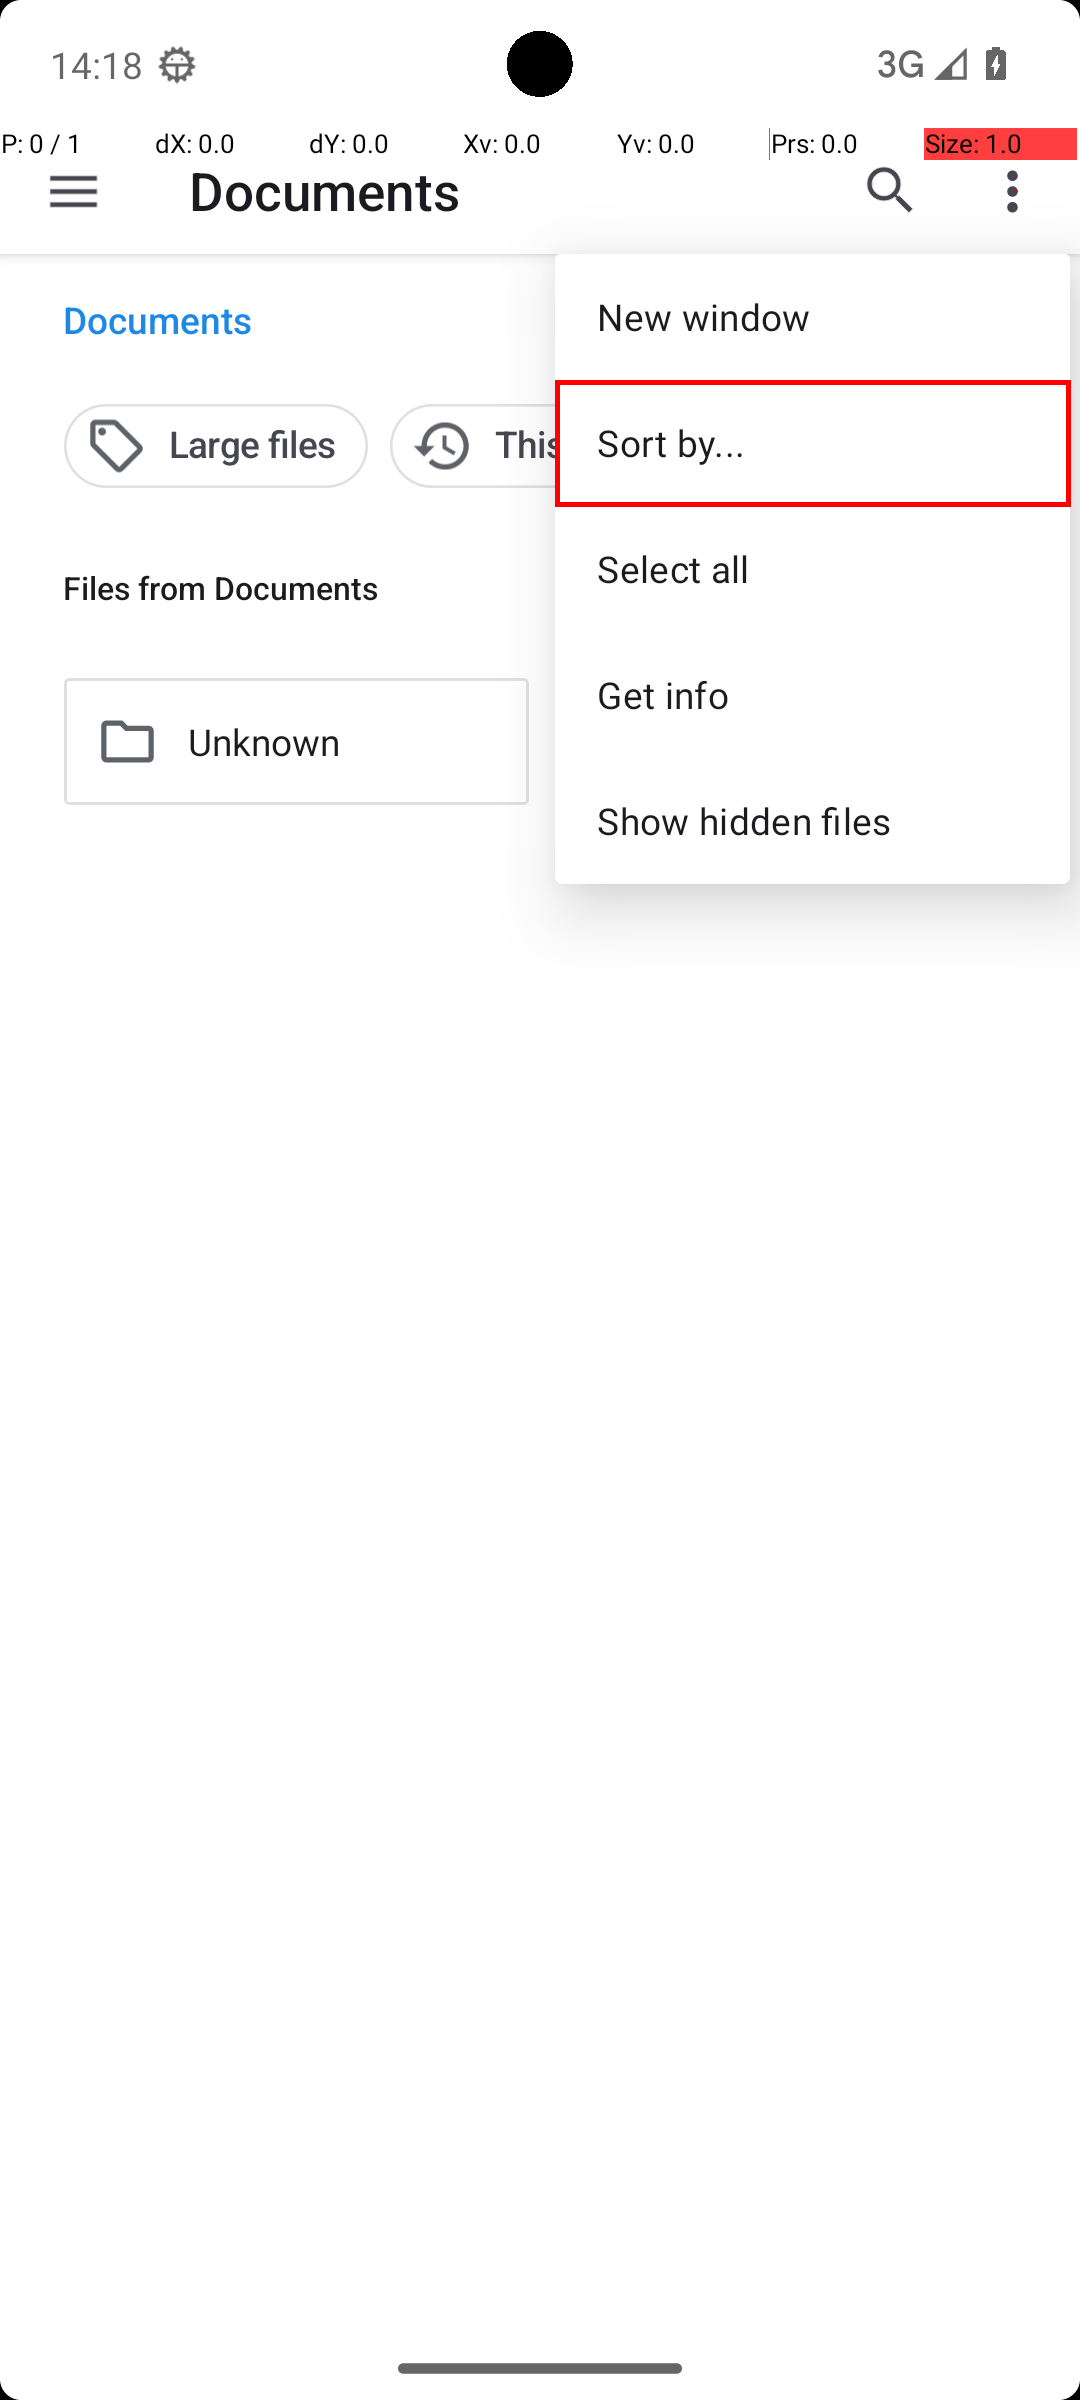 14:18
3G
P: 0 / 1 dX: 0.0 dY: 0.0 Xv: 0.0 Yv: 0.0 Prs: 0.0 Size: 1.0
Documents
Documents
New window
Large files
This
Sort by...
Select all
Files from Documents
Get info
Unknown
Show hidden files